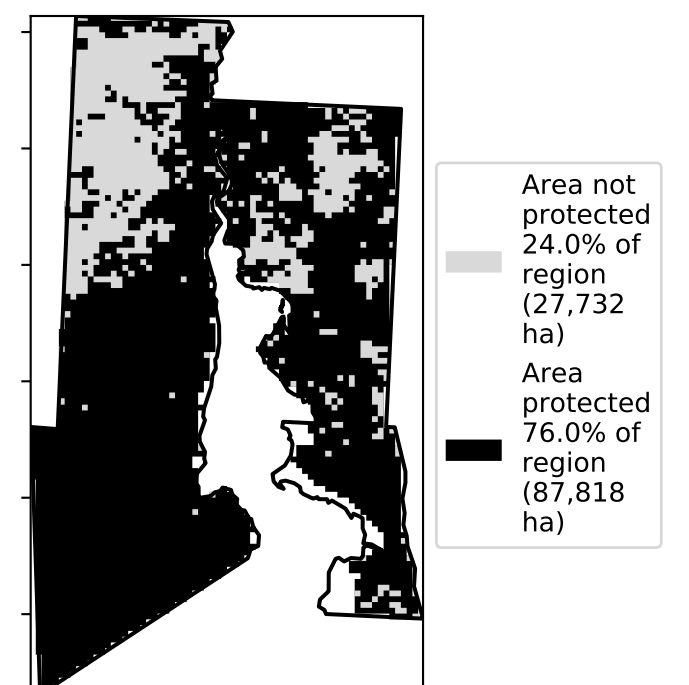 Area not
protected
24.0% of
region
(27,732
ha)
Area
protected
76.0% of
region
(87,818
ha)